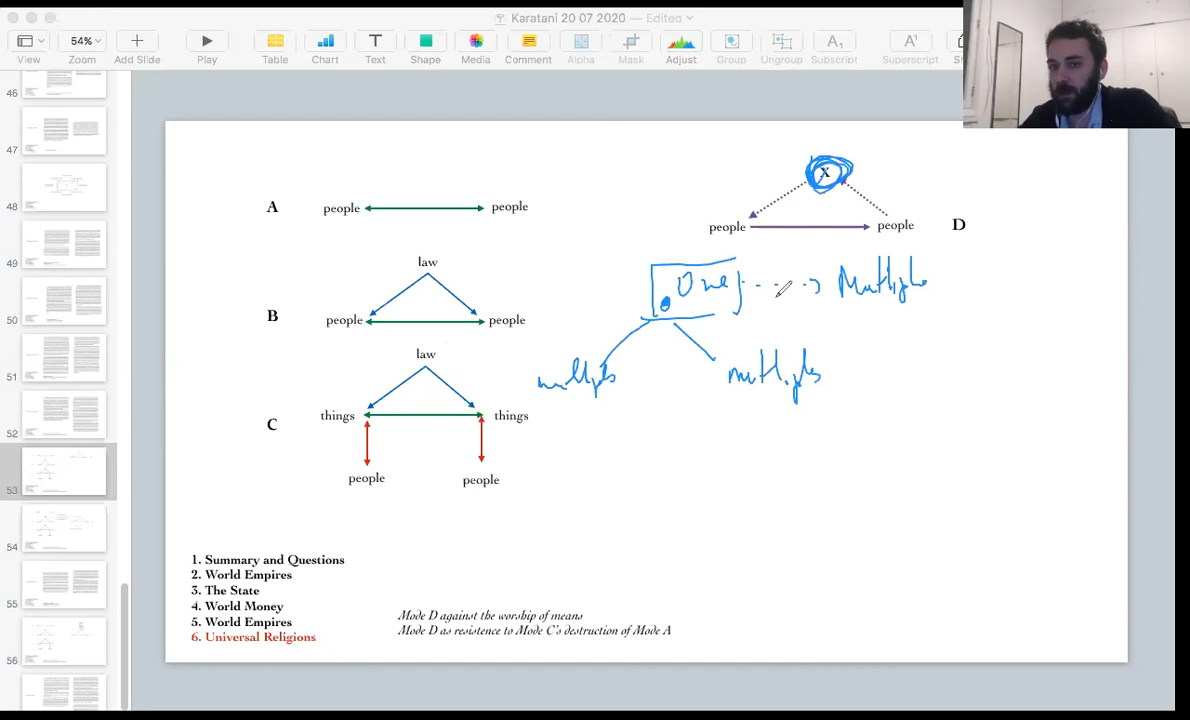 Karatani 20 07 2020 — Edited
54%
View
Zoom
Add Slide
Play
Table
Chart
Text
Shape
Media
Comment
Alpha
Mask
Adjust
Group
Ungroup
Subscript
Superscript
46
47
48
49
50
51
52
53
54
55
56
A
people
people
law
B
people
people
law
C
things
things
people
people
X
people
people
D
One
Multiple
multiple
multiple
1. Summary and Questions
2. World Empires
3. The State
4. World Money
5. World Empires
6. Universal Religions
Mode D against the worship of means
Mode D as resistence to Mode C's destruction of Mode A